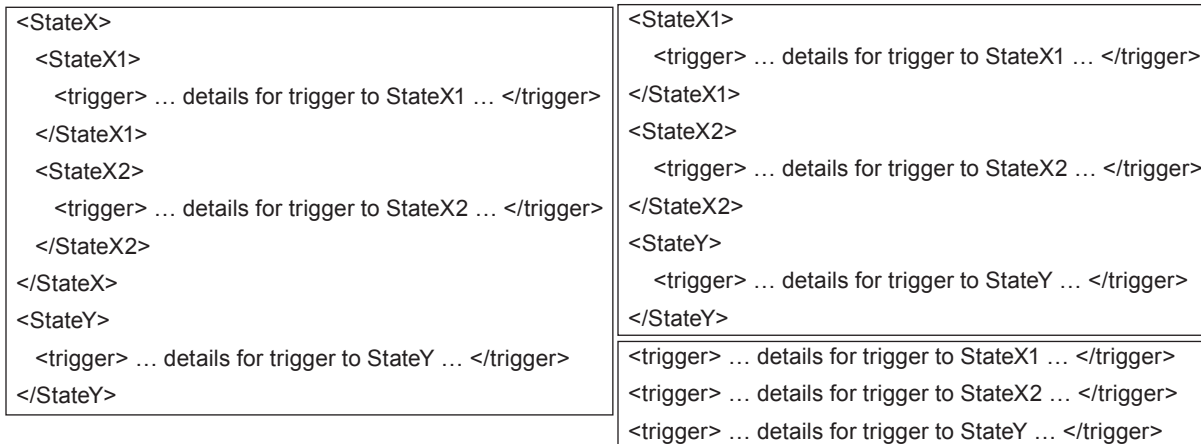 <StateX>
<StateX1>
<trigger> … details for trigger to StateX1 … </trigger>
</StateX1>
<StateX2>
<trigger> … details for trigger to StateX2 … </trigger>
</StateX2>
</StateX>
<StateY>
<trigger> … details for trigger to StateY … </trigger>
</StateY>
<StateX1>
<trigger> … details for trigger to StateX1 … </trigger>
</StateX1>
<StateX2>
<trigger> … details for trigger to StateX2 … </trigger>
</StateX2>
<StateY>
<trigger> … details for trigger to StateY … </trigger>
</StateY>
<trigger> … details for trigger to StateX1 … </trigger>
<trigger> … details for trigger to StateX2 … </trigger>
<trigger> … details for trigger to StateY … </trigger>